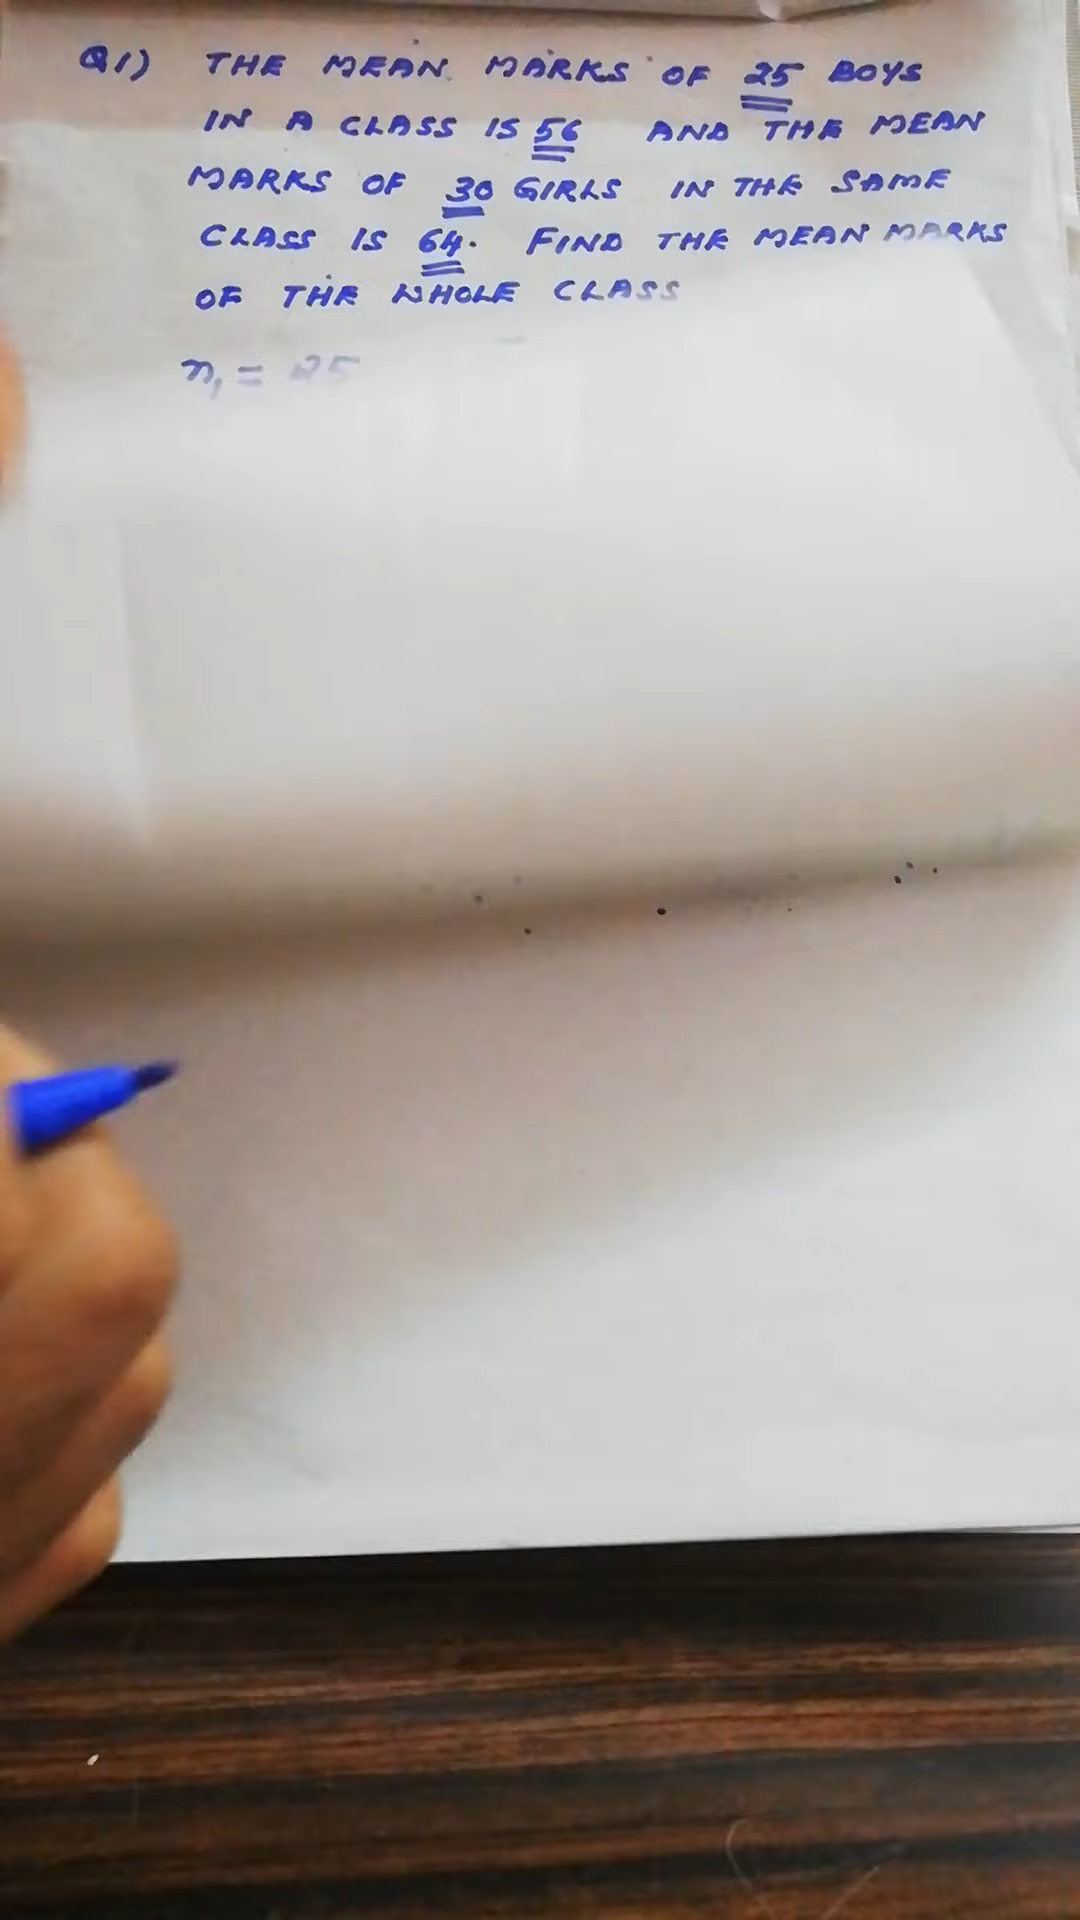 Q1) THE MEAN MARKS OF 25 BOYS
IN A CLASS IS 56 AND THE MEAN
MARKS OF 30 GIRLS IN THE SAME
CLASS IS 64. FIND THE MEAN MARKS
OF THE WHOLE CLASS
n₁ = 25